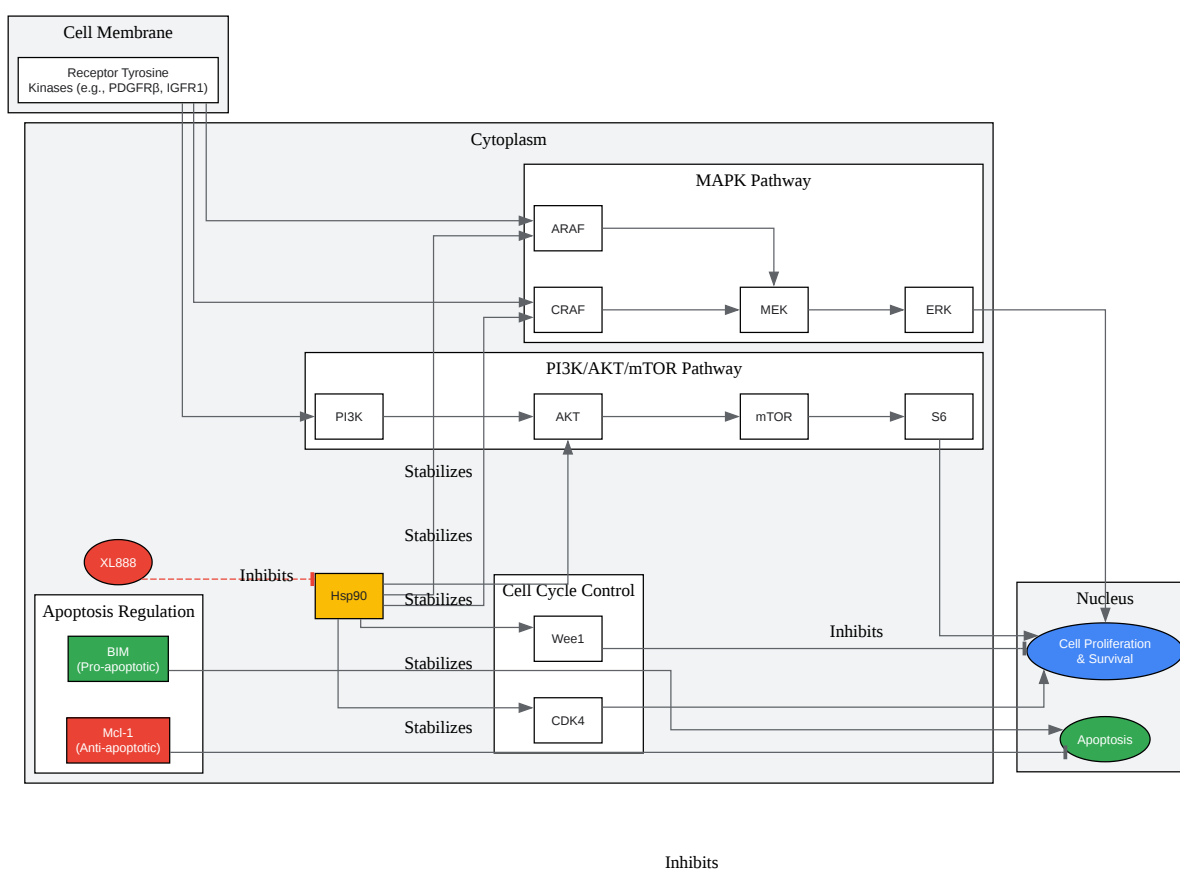 Cell Membrane
Receptor Tyrosine
Kinases (e.g., PDGFRβ, IGFR1)
Cytoplasm
MAPK Pathway
ARAF
CRAF
MEK
ERK
PI3K/AKT/mTOR Pathway
PI3K
AKT
mTOR
S6
Stabilizes
Stabilizes
XL888
Inhibits
Hsp90
Stabilizes
Cell Cycle Control
Nucleus
Apoptosis Regulation
Wee1
Inhibits
Cell Proliferation
& Survival
BIM
(Pro-apoptotic)
Stabilizes
CDK4
Stabilizes
Mcl-1
(Anti-apoptotic)
Apoptosis
Inhibits